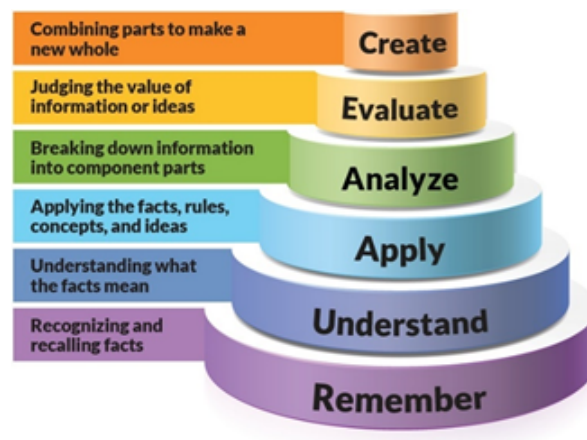 Combining parts to make a
new whole
Create
Judging the value of
information or ideas
Evaluate
Breaking down information
into component parts
Analyze
Applying the facts, rules,
concepts, and ideas
Apply
Understanding what
the facts mean
Understand
Recognizing and
recalling facts
Remember